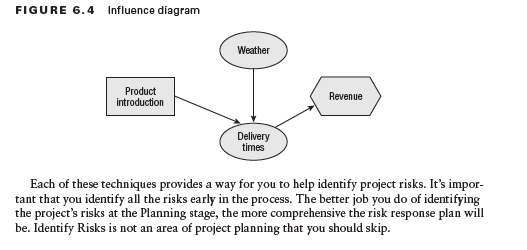 FIGURE 6.4 Influence diagram
Weather
Product
introduction
Revenue
Delivery
times
Each of these techniques provides a way for you to help identify project risks. It's impor-
tant that you identify all the risks early in the process. The better job you do of identifying
the project's risks at the Planning stage, the more comprehensive the risk response plan will
be. Identify Risks is not an area of project planning that you should skip.